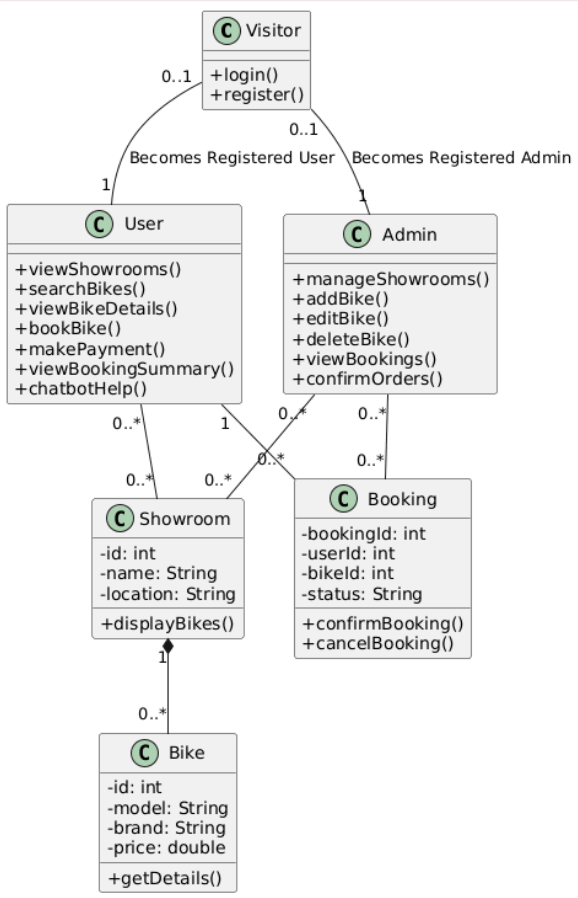 C Visitor
+login()
+register()
0..1
0..1
Becomes Registered User
Becomes Registered Admin
1
1
C User
+viewShowrooms()
+searchBikes()
+viewBikeDetails()
+bookBike()
+makePayment()
+viewBookingSummary()
+chatbotHelp()
C Admin
+manageShowrooms()
+addBike()
+editBike()
+deleteBike()
+viewBookings()
+confirmOrders()
0..*
1
0..*
0..*
0..*
0..*
0..*
0..*
C Showroom
-id: int
-name: String
-location: String
+displayBikes()
C Booking
-bookingId: int
-userId: int
-bikeId: int
-status: String
+confirmBooking()
+cancelBooking()
1
0..*
C Bike
-id: int
-model: String
-brand: String
-price: double
+getDetails()